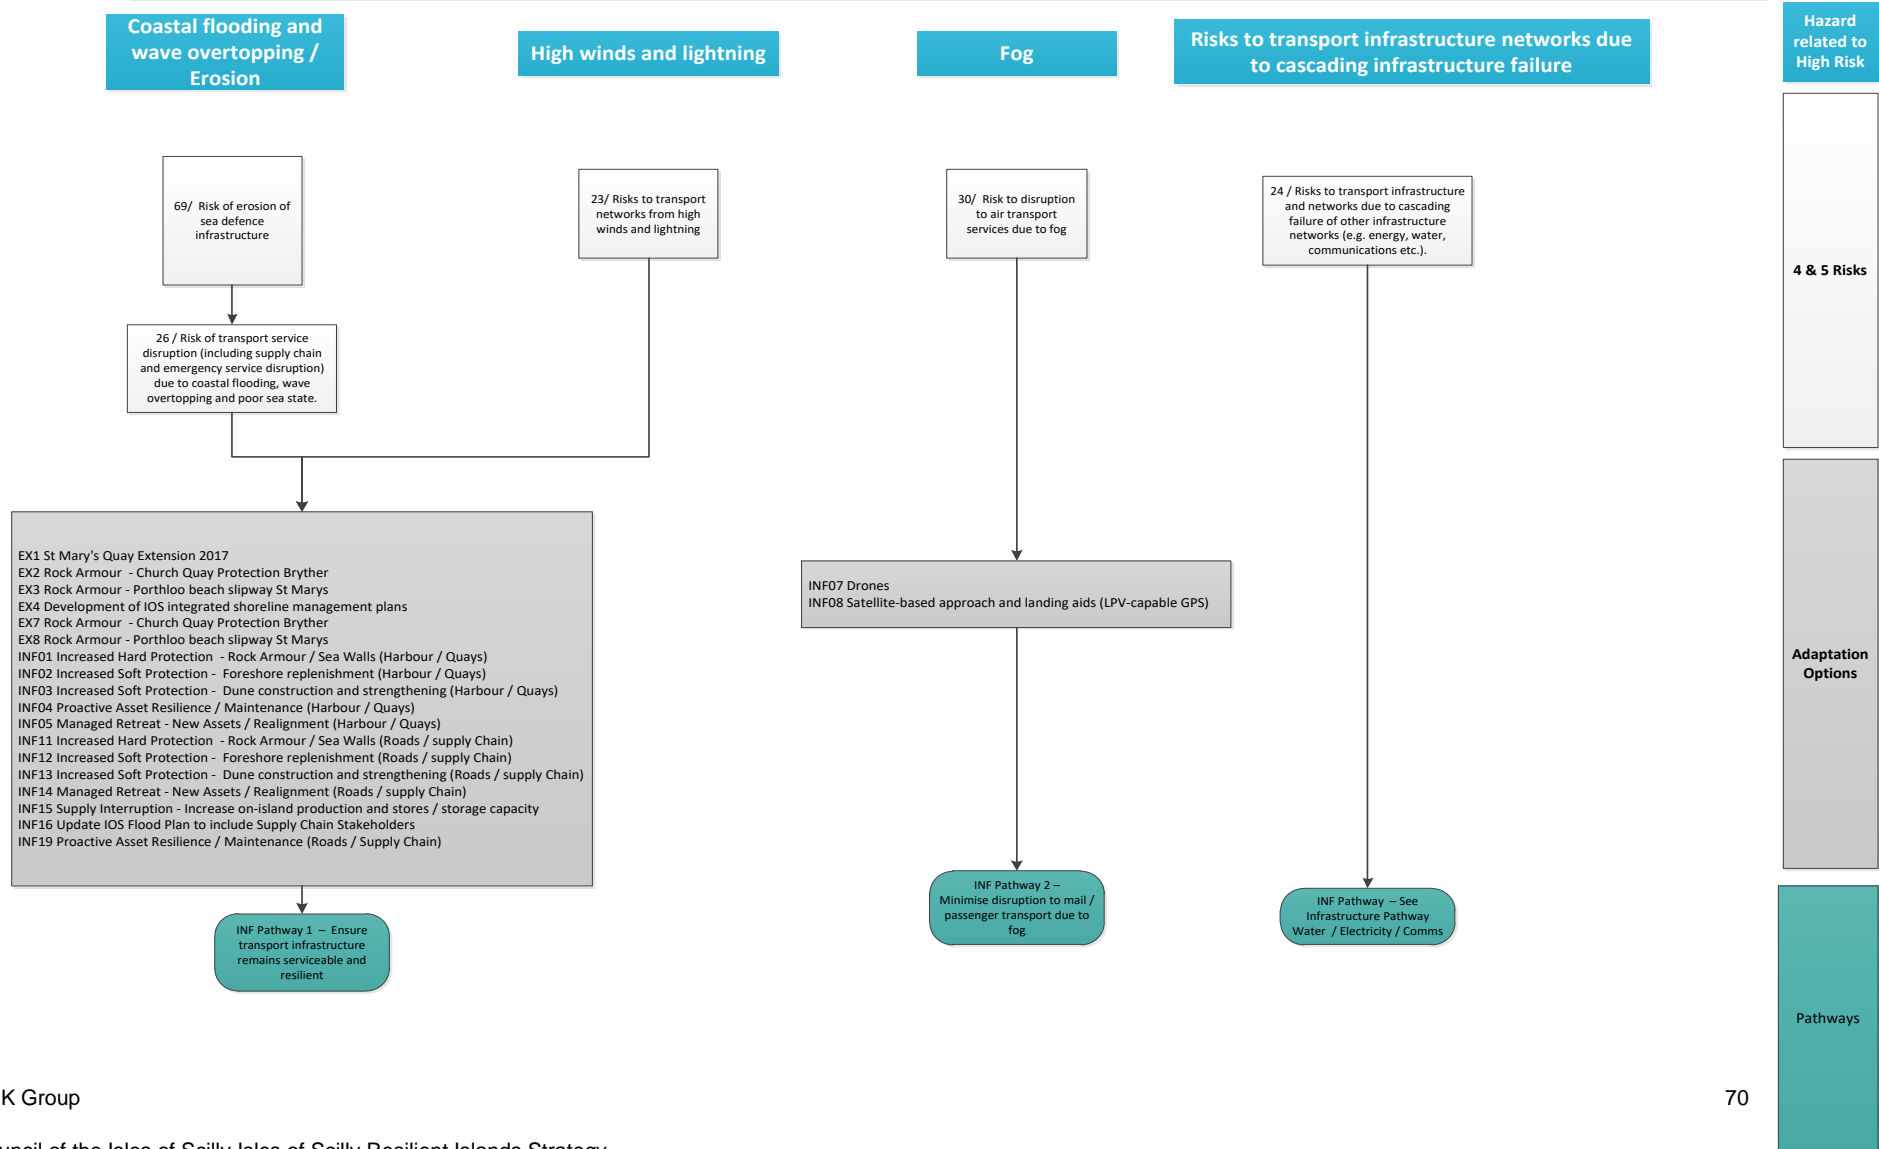 Coastal flooding and
wave overtopping /
Erosion
High winds and lightning
Fog
Risks to transport infrastructure networks due
to cascading infrastructure failure
Hazard
related to
High Risk
69/  Risk of erosion of
sea defence
infrastructure
23/ Risks to transport
networks from high
winds and lightning
30/  Risk to disruption
to air transport
services due to fog
24 / Risks to transport infrastructure
and networks due to cascading
failure of other infrastructure
networks (e.g. energy, water,
communications etc.).
4 & 5 Risks
26 / Risk of transport service
disruption (including supply chain
and emergency service disruption)
due to coastal flooding, wave
overtopping and poor sea state.
EX1 St Mary's Quay Extension 2017
EX2 Rock Armour  - Church Quay Protection Bryther
EX3 Rock Armour - Porthloo beach slipway St Marys
EX4 Development of IOS integrated shoreline management plans
EX7 Rock Armour - Church Quay Protection Bryther
EX8 Rock Armour - Porthloo beach slipway St Marys
INF01 Increased Hard Protection  - Rock Armour / Sea Walls (Harbour / Quays)
INF02 Increased Soft Protection -  Foreshore replenishment (Harbour / Quays)
INF03 Increased Soft Protection -  Dune construction and strengthening (Harbour / Quays)
INF04 Proactive Asset Resilience / Maintenance (Harbour / Quays)
INF05 Managed Retreat - New Assets / Realignment (Harbour / Quays)
INF11 Increased Hard Protection  - Rock Armour / Sea Walls (Roads / supply Chain)
INF12 Increased Soft Protection -  Foreshore replenishment (Roads / supply Chain)
INF13 Increased Soft Protection -  Dune construction and strengthening (Roads / supply Chain)
INF14 Managed Retreat - New Assets / Realignment (Roads / supply Chain)
INF15 Supply Interruption - Increase on-island production and stores / storage capacity
INF16 Update IOS Flood Plan to include Supply Chain Stakeholders
INF19 Proactive Asset Resilience / Maintenance (Roads / Supply Chain)
INF07 Drones
INF08 Satellite-based approach and landing aids (LPV-capable GPS)
Adaptation
Options
INF Pathway 1  –  Ensure
transport infrastructure
remains serviceable and
resilient
INF Pathway 2 –
Minimise disruption to mail /
passenger transport due to
fog
INF Pathway  – See
Infrastructure Pathway
Water  / Electricity / Comms
Pathways
K Group
70
uncil of the Isles of Scilly Isles of Scilly Resilient Islands Strategy